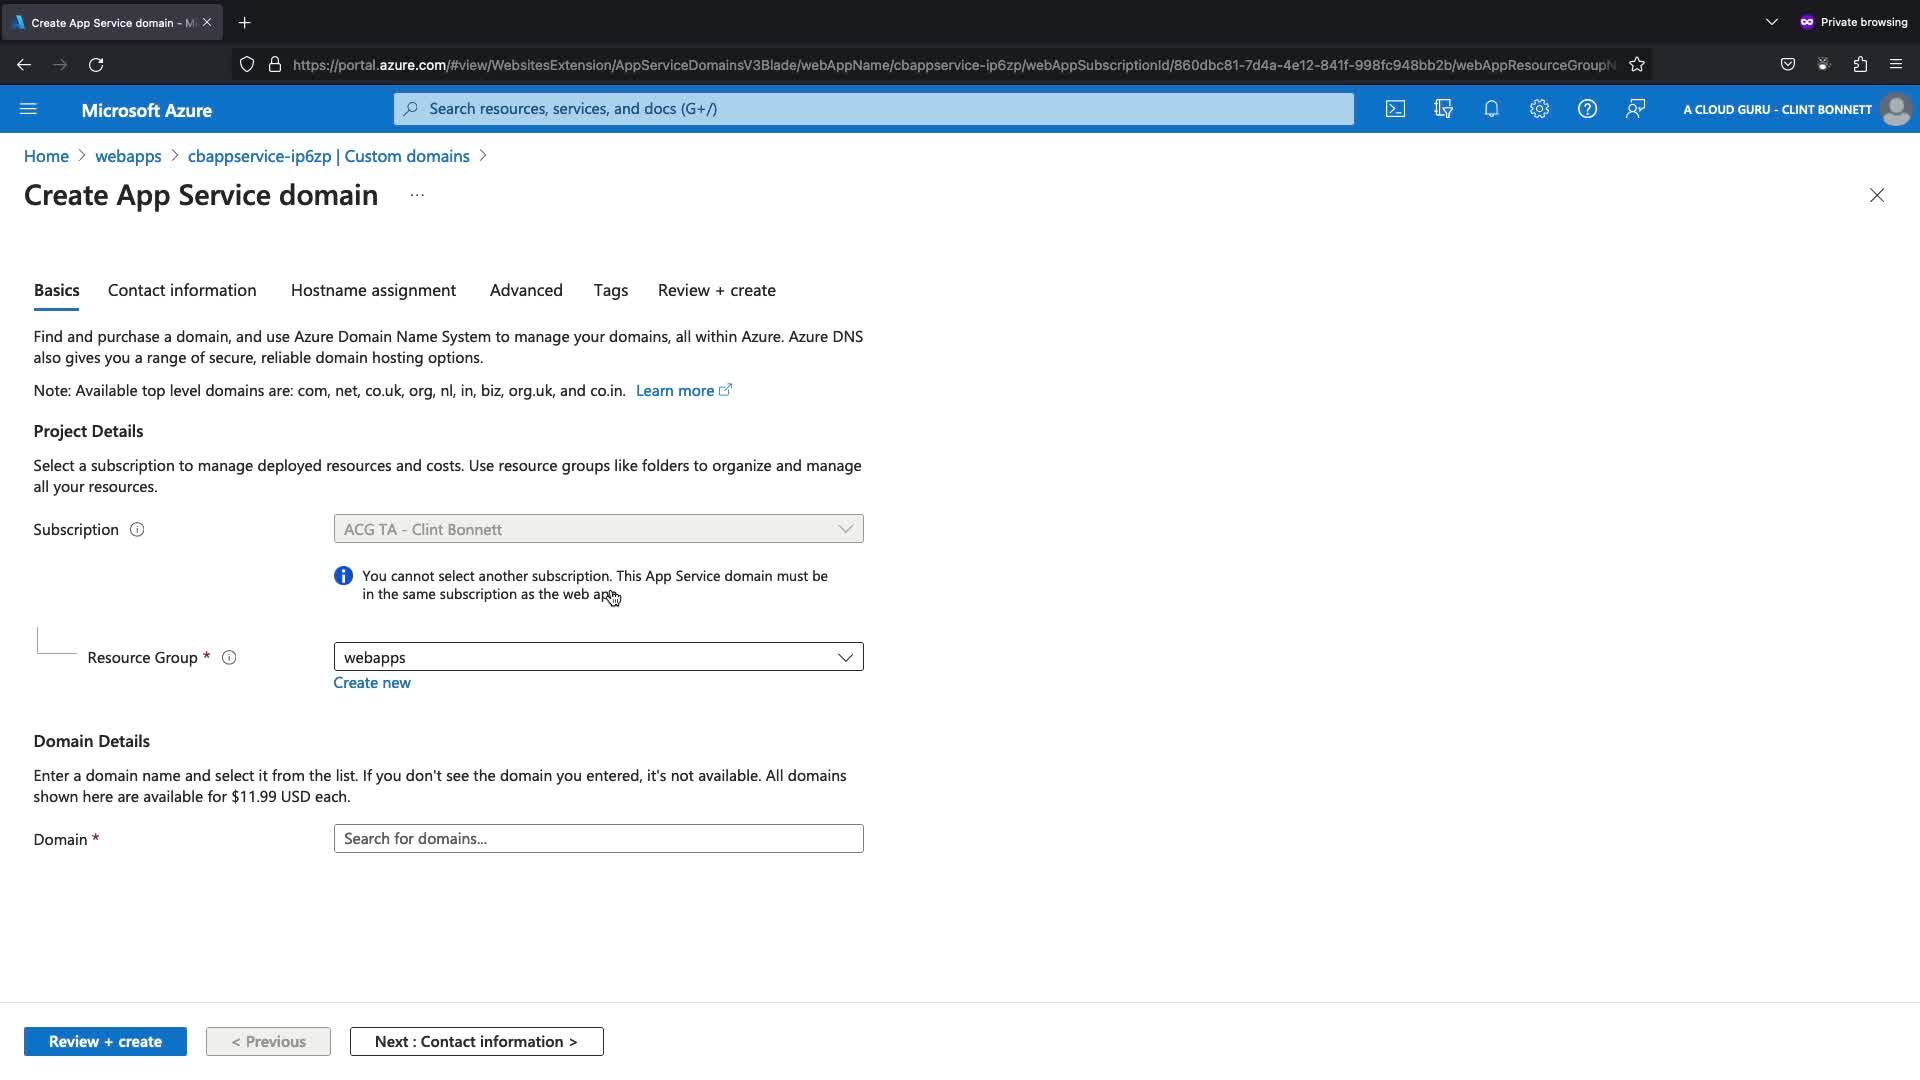 Create App Service domain - Mi
Private browsing
https://portal.azure.com/#view/WebsitesExtension/AppServiceDomainsV3Blade/webAppName/cbappservice-ip6zp/webAppSubscriptionId/860dbc81-7d4a-4e12-841f-998fc948bb2b/webAppResourceGroupN
Microsoft Azure
Search resources, services, and docs (G+/)
A CLOUD GURU - CLINT BONNETT
Home > webapps > cbappservice-ip6zp | Custom domains >
Create App Service domain ...
Basics Contact information Hostname assignment Advanced Tags Review + create
Find and purchase a domain, and use Azure Domain Name System to manage your domains, all within Azure. Azure DNS
also gives you a range of secure, reliable domain hosting options.
Note: Available top level domains are: com, net, co.uk, org, nl, in, biz, org.uk, and co.in. Learn more
Project Details
Select a subscription to manage deployed resources and costs. Use resource groups like folders to organize and manage
all your resources.
Subscription
ACG TA - Clint Bonnett
You cannot select another subscription. This App Service domain must be
in the same subscription as the web app.
Resource Group *
webapps
Create new
Domain Details
Enter a domain name and select it from the list. If you don't see the domain you entered, it's not available. All domains
shown here are available for $11.99 USD each.
Domain *
Search for domains...
Review + create
< Previous
Next : Contact information >